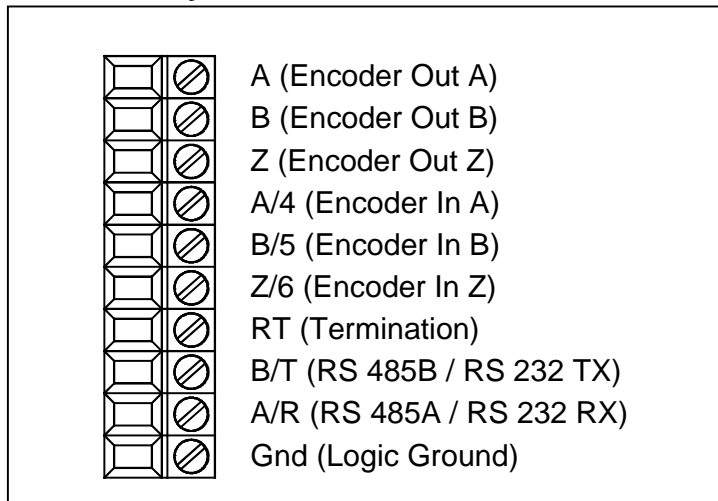 A (Encoder Out A)
B (Encoder Out B)
Z (Encoder Out Z)
A/4 (Encoder In A)
B/5 (Encoder In B)
Z/6 (Encoder In Z)
RT (Termination)
B/T (RS 485B / RS 232 TX)
A/R (RS 485A / RS 232 RX)
Gnd (Logic Ground)